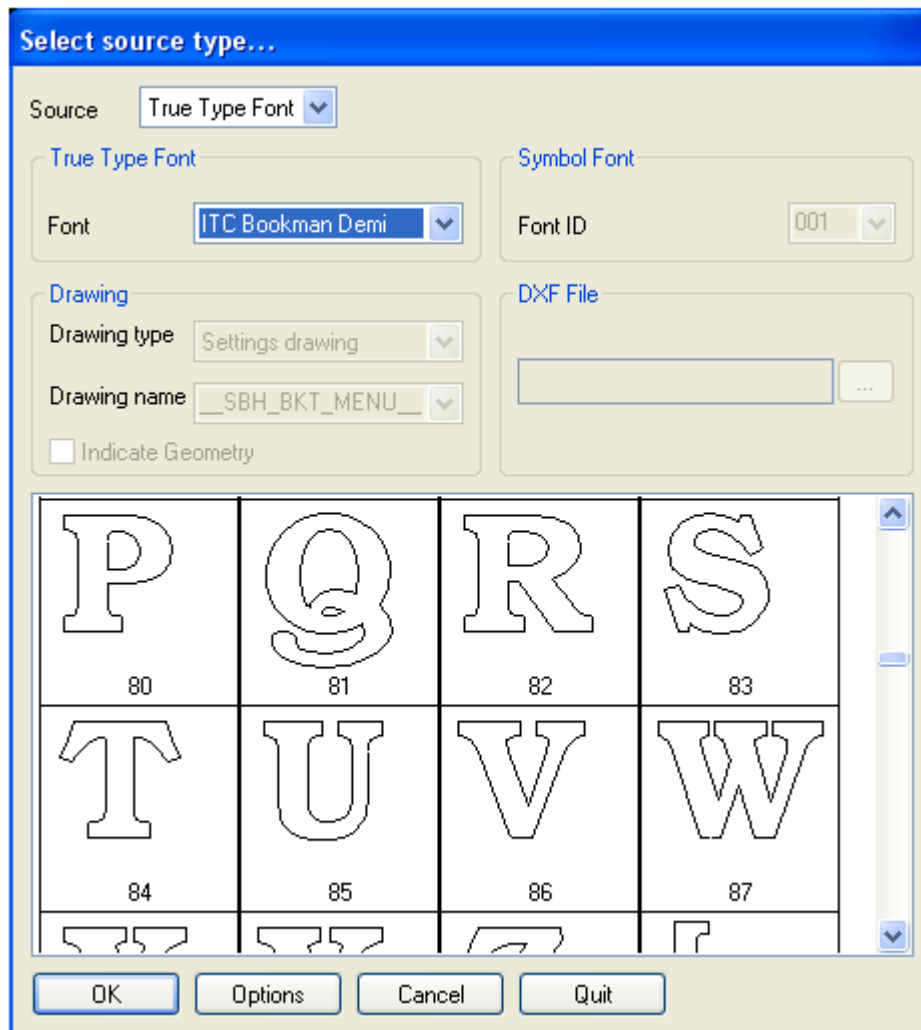 Select source type...
Source True Type Font
True Type Font
Font ITC Bookman Demi
Symbol Font
Font ID 001
Drawing
Drawing type Settings drawing
Drawing name __SBH_BKT_MENU__
Indicate Geometry
DXF File
...
P Q R S
80 81 82 83
T U V W
84 85 86 87
OK Options Cancel Quit